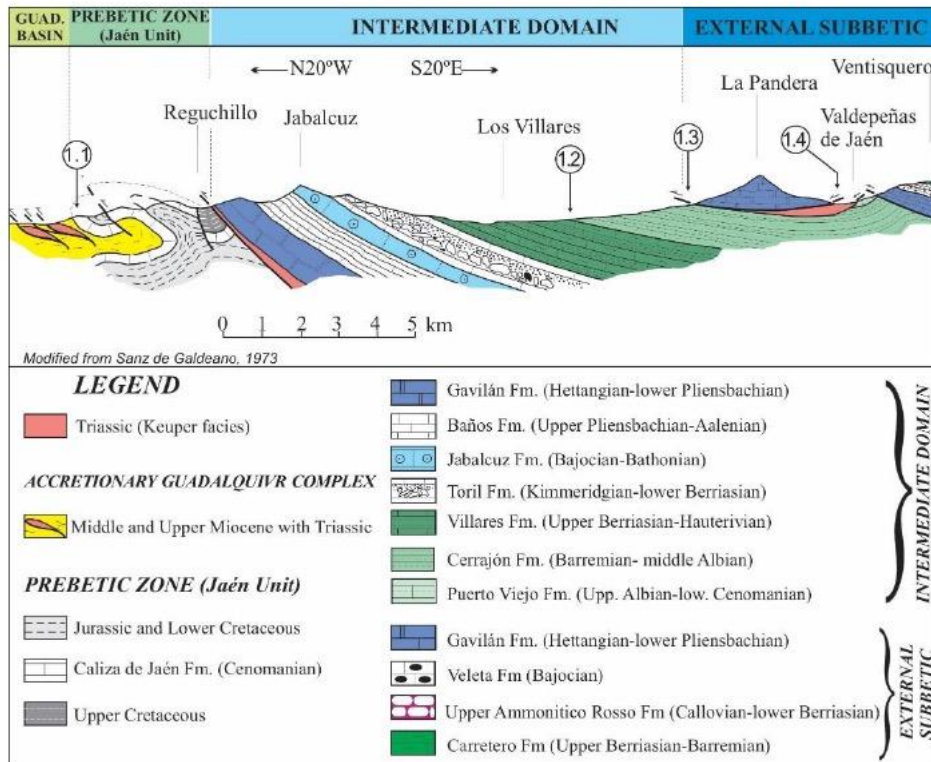 GUAD. BASIN
PREBETIC ZONE (Jaén Unit)
INTERMEDIATE DOMAIN
EXTERNAL SUBBETIC
N20ºW
S20ºE
Reguchillo
Jabalcuz
Los Villares
La Pandera
Ventisquero
Valdepeñas de Jaén
1.1
1.2
1.3
1.4
0 1 2 3 4 5 km
Modified from Sanz de Galdeano, 1973
LEGEND
Triassic (Keuper facies)
ACCRETIONARY GUADALQUIVR COMPLEX
Middle and Upper Miocene with Triassic
PREBETIC ZONE (Jaén Unit)
Jurassic and Lower Cretaceous
Caliza de Jaén Fm. (Cenomanian)
Upper Cretaceous
Gavilán Fm. (Hettangian-lower Pliensbachian)
Baños Fm. (Upper Pliensbachian-Aalenian)
Jabalcuz Fm. (Bajocian-Bathonian)
Toril Fm. (Kimmeridgian-lower Berriasian)
Villares Fm. (Upper Berriasian-Hauterivian)
Cerrajón Fm. (Barremian- middle Albian)
Puerto Viejo Fm. (Upp. Albian-low. Cenomanian)
INTERMEDIATE DOMAIN
Gavilán Fm. (Hettangian-lower Pliensbachian)
Veleta Fm (Bajocian)
Upper Ammonitico Rosso Fm (Callovian-lower Berriasian)
Carretero Fm (Upper Berriasian-Barremian)
EXTERNAL SUBBETIC